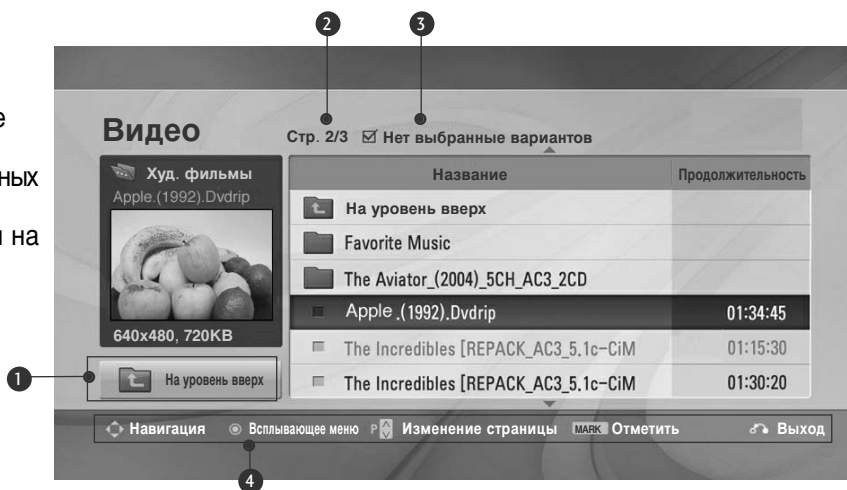 2 3
е
ных
на
Видео
Стр. 2/3 Нет выбранные вариантов
Худ. фильмы
Apple.(1992).Dvdrip
640x480, 720KB
1
На уровень вверх
Название Продолжительность
На уровень вверх
Favorite Music
The Aviator_(2004)_5CH_AC3_2CD
Apple.(1992).Dvdrip 01:34:45
The Incredibles [REPACK_AC3_5.1c-CiM 01:15:30
The Incredibles [REPACK_AC3_5.1c-CiM 01:30:20
Навигация Всплывающее меню P Изменение страницы MARK Отметить Выход
4